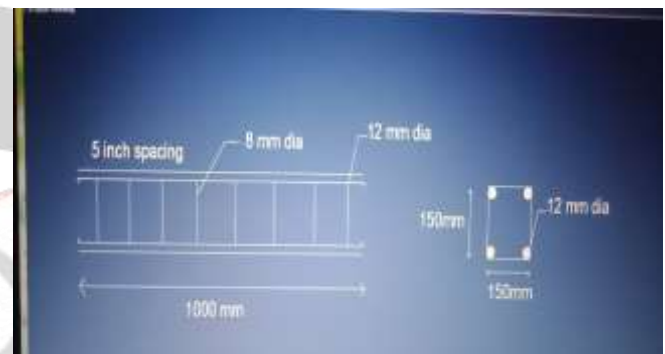 5 inch spacing
8 mm dia
12 mm dia
150mm
12 mm dia
150mm
1000 mm